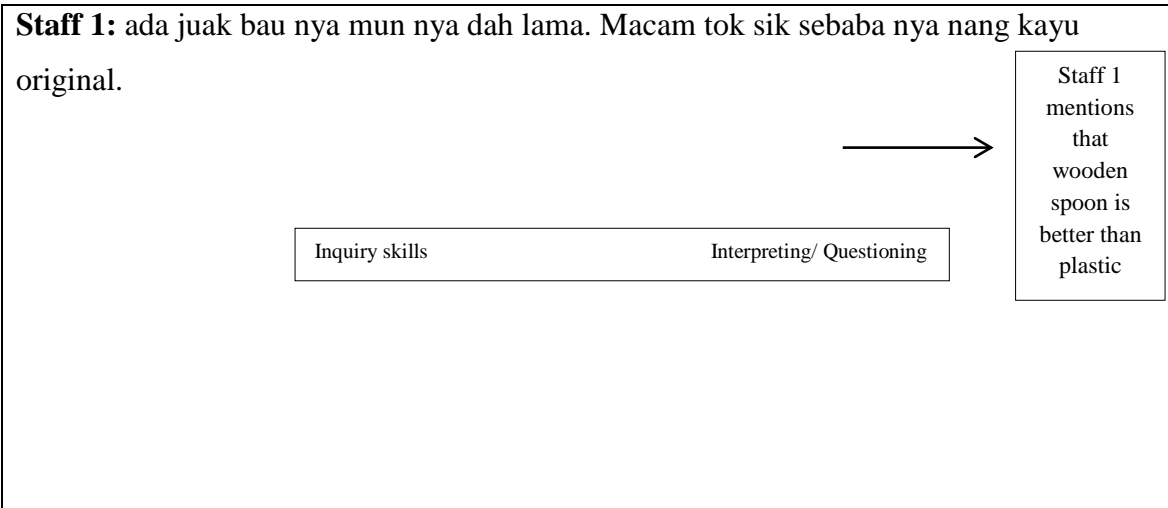 Staff 1: ada juak bau nya mun nya dah lama. Macam tok sik sebaba nya nang kayu
original.
Staff 1
mentions
that
wooden
spoon is
better than
plastic
Inquiry skills Interpreting/ Questioning